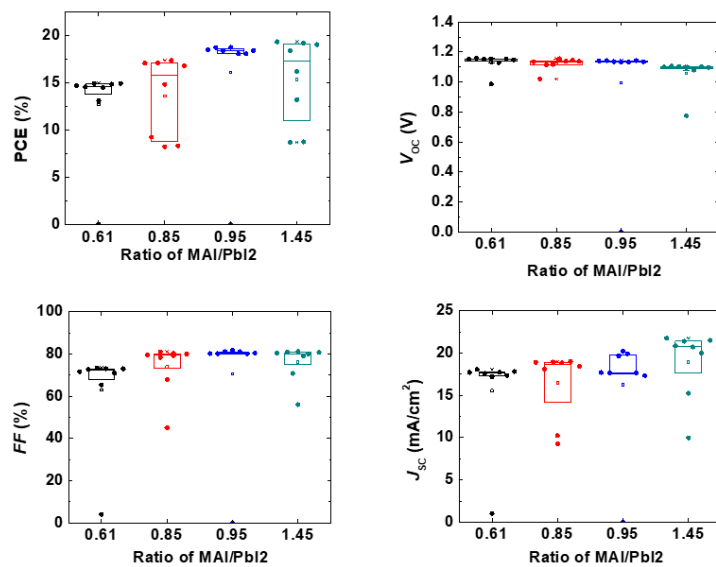 PCE (%)
20
15
10
5
0
0.61 0.85 0.95 1.45
Ratio of MAI/PbI2
V_OC (V)
1.4
1.2
1.0
0.8
0.6
0.4
0.2
0.0
0.61 0.85 0.95 1.45
Ratio of MAI/PbI2
FF (%)
100
80
60
40
20
0
0.61 0.85 0.95 1.45
Ratio of MAI/PbI2
J_SC (mA/cm²)
25
20
15
10
5
0
0.61 0.85 0.95 1.45
Ratio of MAI/PbI2